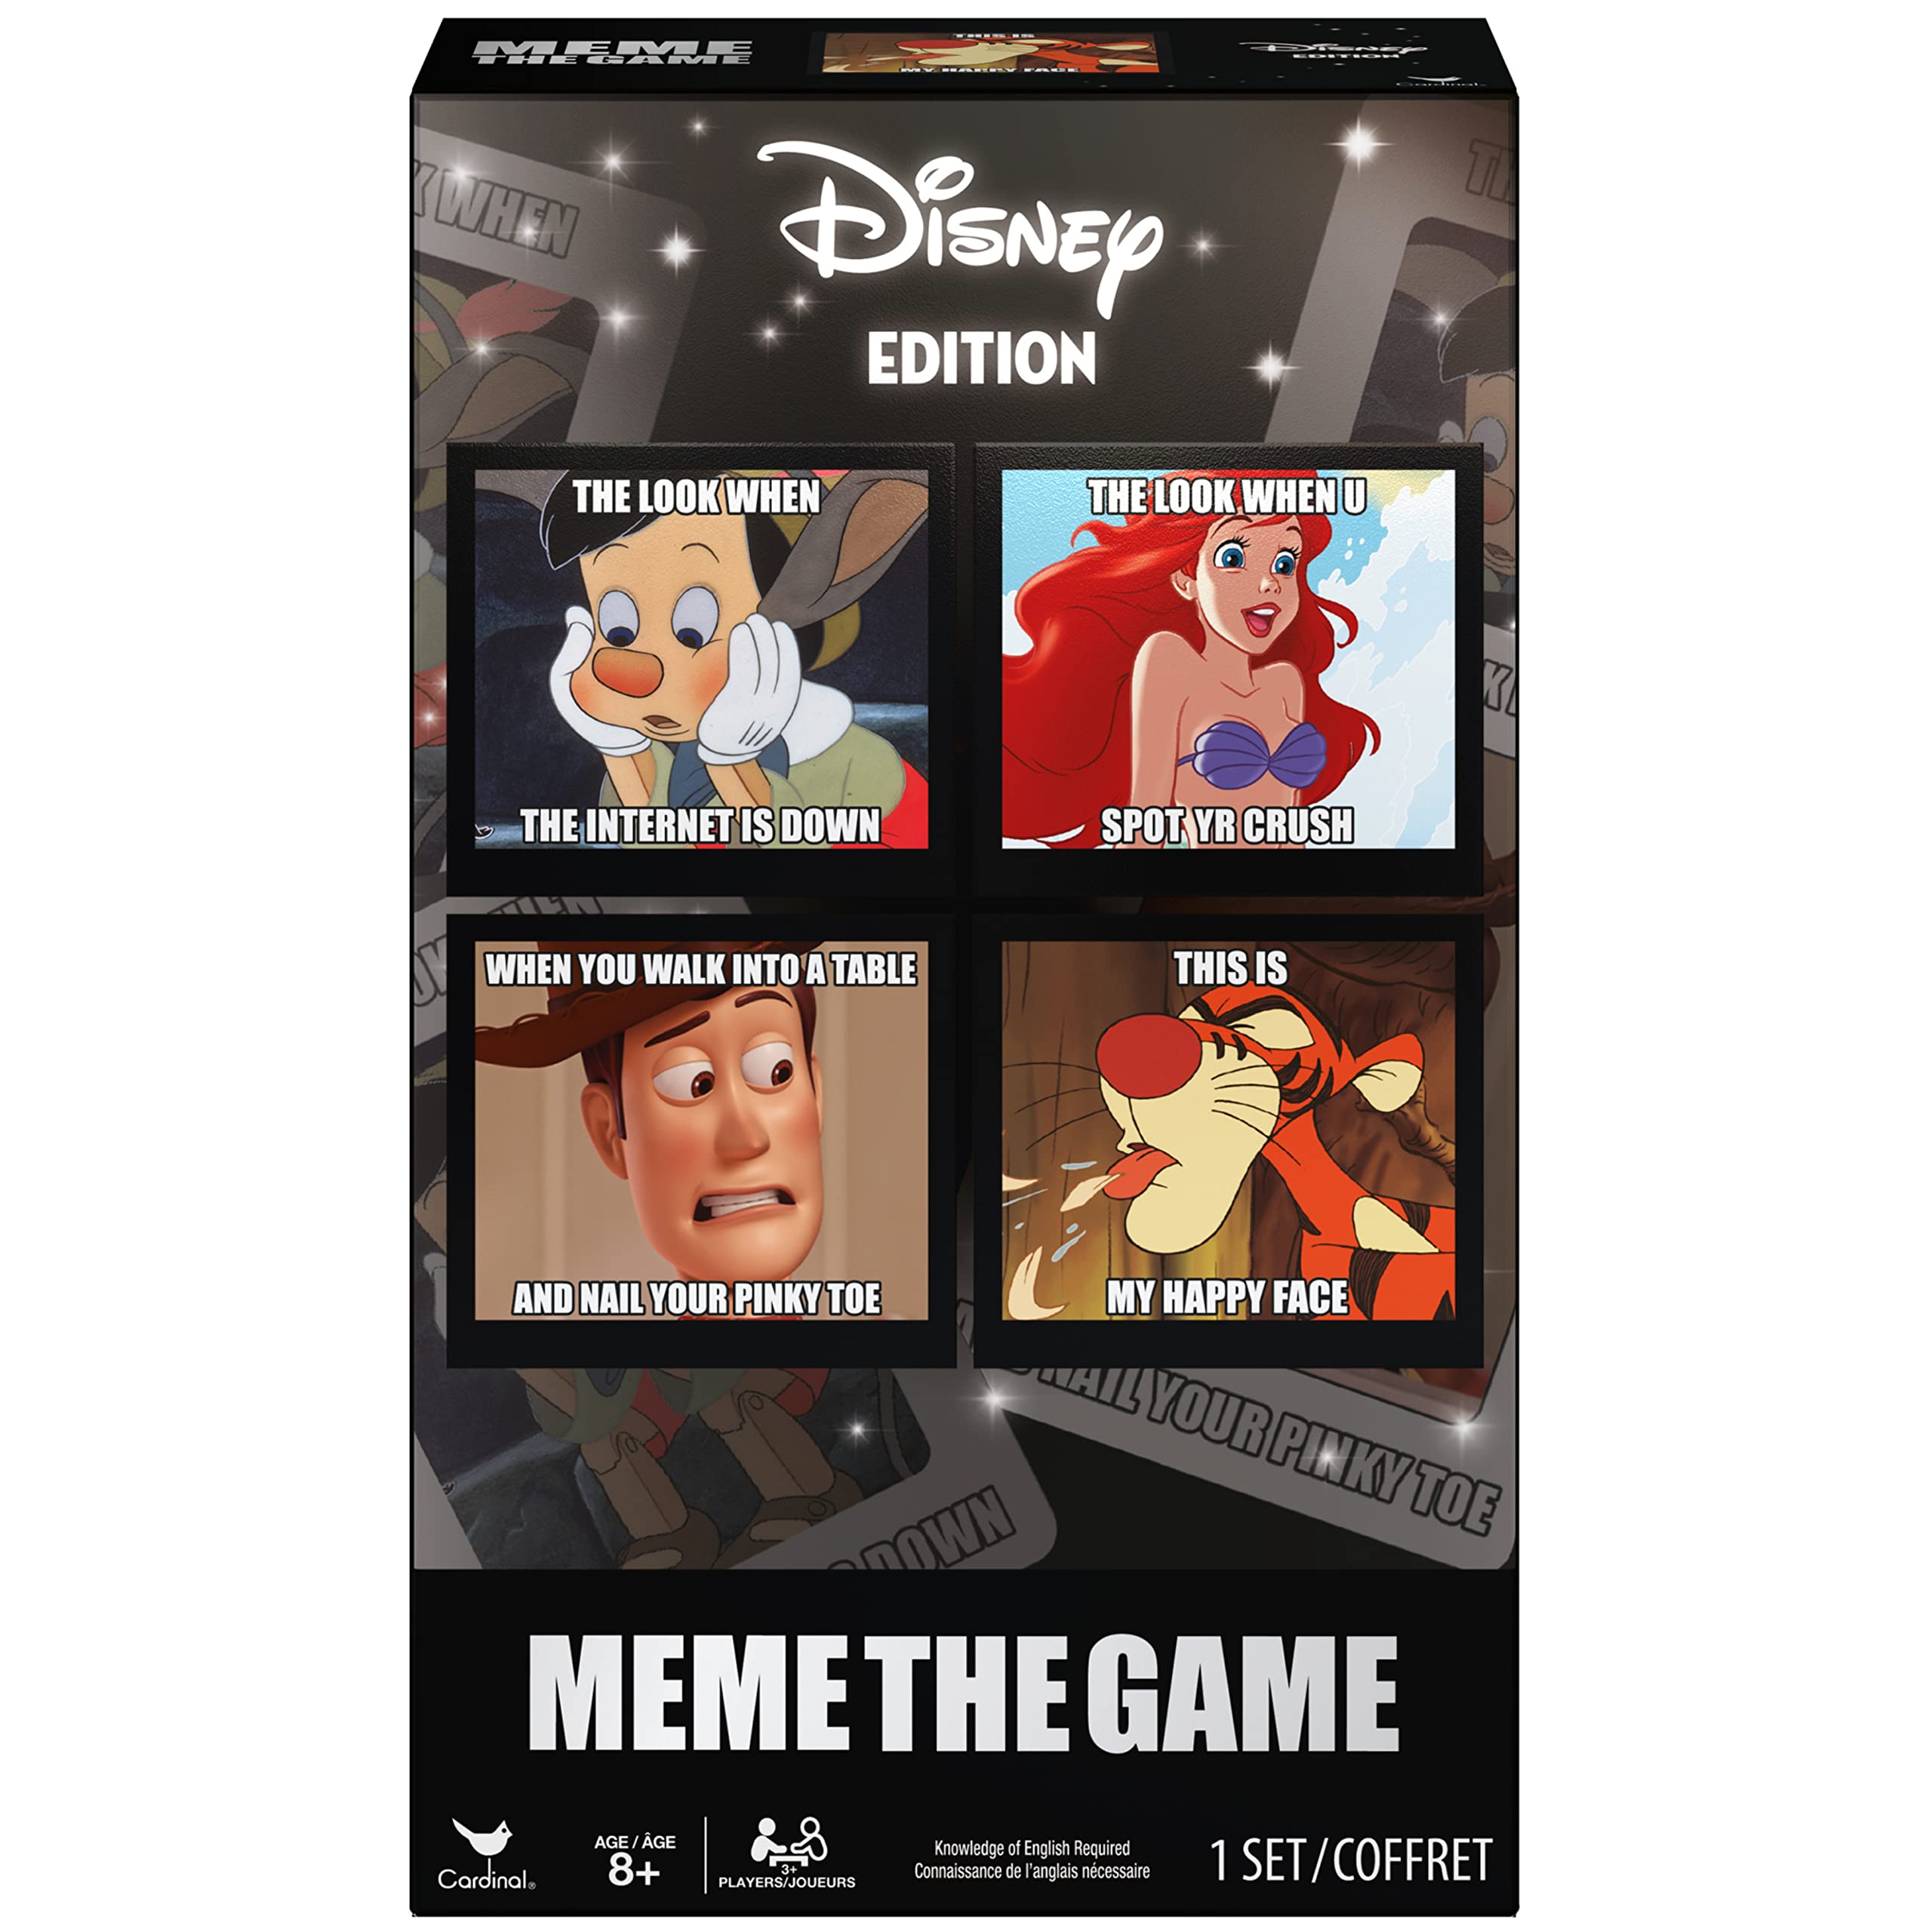 MEME
THE GAME
THIS IS
MY HAPPY FACE
Disney
EDITION
Cardinal
K WHEN
Disney
EDITION
THE LOOK WHEN
THE INTERNET IS DOWN
THE LOOK WHEN U
SPOT YR CRUSH
WHEN YOU WALK INTO A TABLE
AND NAIL YOUR PINKY TOE
THIS IS
MY HAPPY FACE
NAIL YOUR PINKY TOE
DOWN
MEME THE GAME
Cardinal®
AGE / ÂGE
8+
3+
PLAYERS/JOUEURS
Knowledge of English Required
Connaissance de l'anglais nécessaire
1 SET/COFFRET